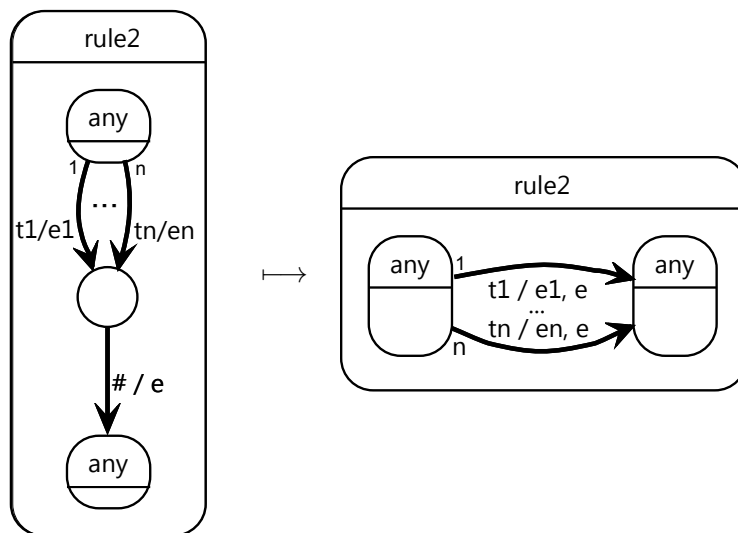 rule2
any
1 n
...
t1/e1 tn/en
# / e
any
rule2
any any
1
t1 / e1, e
...
tn / en, e
n